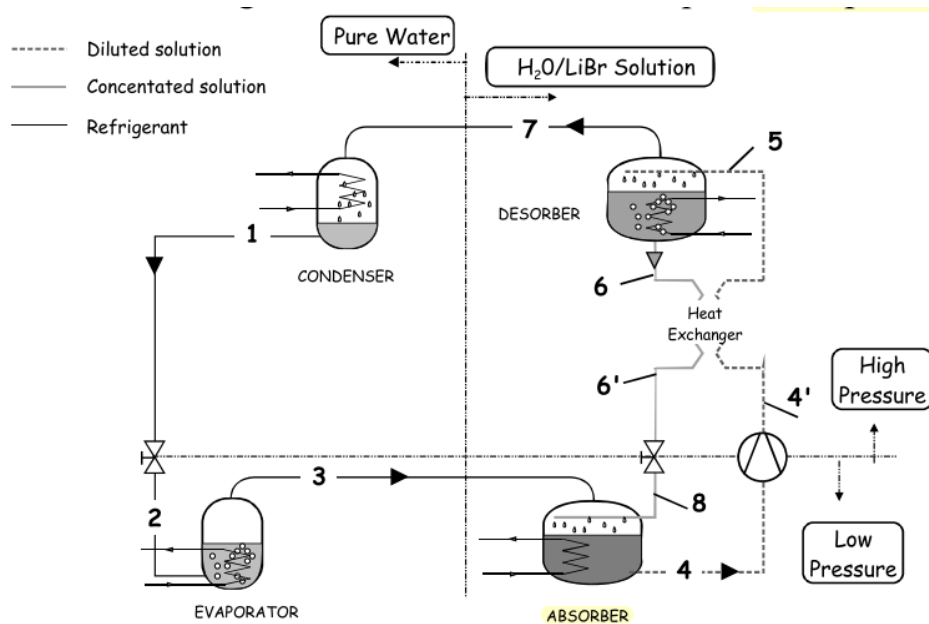 Diluted solution
Concentated solution
Refrigerant
Pure Water
H₂0/LiBr Solution
7
5
DESORBER
1
CONDENSER
6
Heat
Exchanger
6'
4'
High
Pressure
3
2
8
4
Low
Pressure
EVAPORATOR
ABSORBER